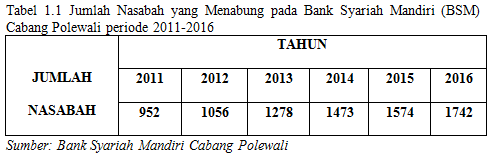 Tabel 1.1 Jumlah Nasabah yang Menabung pada Bank Syariah Mandiri (BSM)
Cabang Polewali periode 2011-2016
TAHUN
JUMLAH 2011 2012 2013 2014 2015 2016
NASABAH 952 1056 1278 1473 1574 1742
Sumber: Bank Syariah Mandiri Cabang Polewali